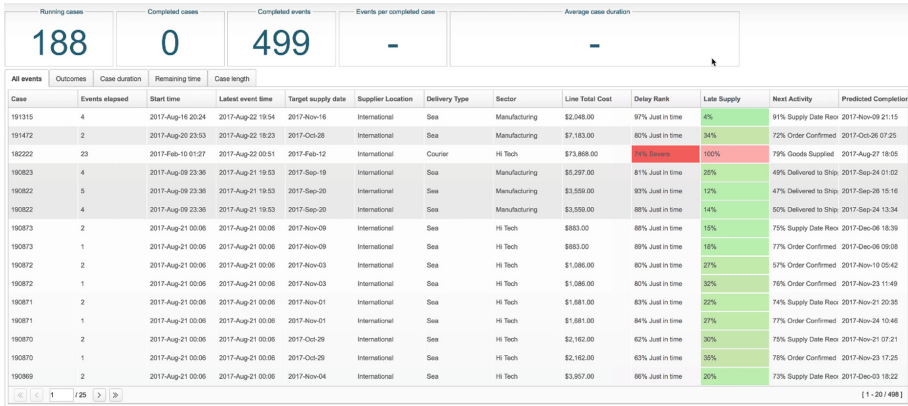 Running cases Completed cases Completed events Events per completed case Average case duration
188 0 499 - -
All events Outcomes Case duration Remaining time Case length
Case Events elapsed Start time Latest event time Target supply date Supplier Location Delivery Type Sector Line Total Cost Delay Rank Late Supply Next Activity Predicted Completion
191315 4 2017-Aug-16 20:24 2017-Aug-22 19:54 2017-Nov-16 International Sea Manufacturing $2,048.00 97% Just in time 4% 91% Supply Date Rec 2017-Nov-09 21:15
191472 2 2017-Aug-20 23:53 2017-Aug-22 18:23 2017-Oct-28 International Sea Manufacturing $7,183.00 80% Just in time 34% 72% Order Confirmed 2017-Oct-26 07:25
182222 23 2017-Feb-10 01:27 2017-Aug-22 00:51 2017-Feb-12 International Courier Hi Tech $73,868.00 74% Severe 100% 79% Goods Supplied 2017-Aug-27 18:05
190823 4 2017-Aug-09 23:36 2017-Aug-21 19:53 2017-Sep-19 International Sea Manufacturing $5,297.00 81% Just in time 25% 49% Delivered to Ship 2017-Sep-24 01:02
190822 5 2017-Aug-09 23:36 2017-Aug-21 19:53 2017-Sep-20 International Sea Manufacturing $3,559.00 93% Just in time 12% 47% Delivered to Ship 2017-Sep-26 15:16
190822 4 2017-Aug-09 23:36 2017-Aug-21 19:53 2017-Sep-20 International Sea Manufacturing $3,559.00 88% Just in time 14% 50% Delivered to Ship 2017-Sep-24 13:34
190873 2 2017-Aug-21 00:06 2017-Aug-21 00:06 2017-Nov-09 International Sea Hi Tech $883.00 88% Just in time 15% 75% Supply Date Rec 2017-Dec-06 18:39
190873 1 2017-Aug-21 00:06 2017-Aug-21 00:06 2017-Nov-09 International Sea Hi Tech $883.00 89% Just in time 16% 77% Order Confirmed 2017-Dec-06 09:08
190872 2 2017-Aug-21 00:06 2017-Aug-21 00:06 2017-Nov-03 International Sea Hi Tech $1,086.00 80% Just in time 27% 57% Order Confirmed 2017-Nov-10 05:42
190872 1 2017-Aug-21 00:06 2017-Aug-21 00:06 2017-Nov-03 International Sea Hi Tech $1,086.00 80% Just in time 32% 76% Order Confirmed 2017-Nov-23 11:49
190871 2 2017-Aug-21 00:06 2017-Aug-21 00:06 2017-Nov-01 International Sea Hi Tech $1,681.00 83% Just in time 22% 74% Supply Date Rec 2017-Nov-21 20:35
190871 1 2017-Aug-21 00:06 2017-Aug-21 00:06 2017-Nov-01 International Sea Hi Tech $1,681.00 84% Just in time 27% 77% Order Confirmed 2017-Nov-24 10:46
190870 2 2017-Aug-21 00:06 2017-Aug-21 00:06 2017-Oct-29 International Sea Hi Tech $2,162.00 62% Just in time 30% 75% Supply Date Rec 2017-Nov-21 07:21
190870 1 2017-Aug-21 00:06 2017-Aug-21 00:06 2017-Oct-29 International Sea Hi Tech $2,162.00 63% Just in time 35% 78% Order Confirmed 2017-Nov-23 17:25
190869 2 2017-Aug-21 00:06 2017-Aug-21 00:06 2017-Nov-04 International Sea Hi Tech $3,957.00 86% Just in time 20% 73% Supply Date Rec 2017-Dec-03 18:22
1 / 25 [ 1 - 20 / 498 ]